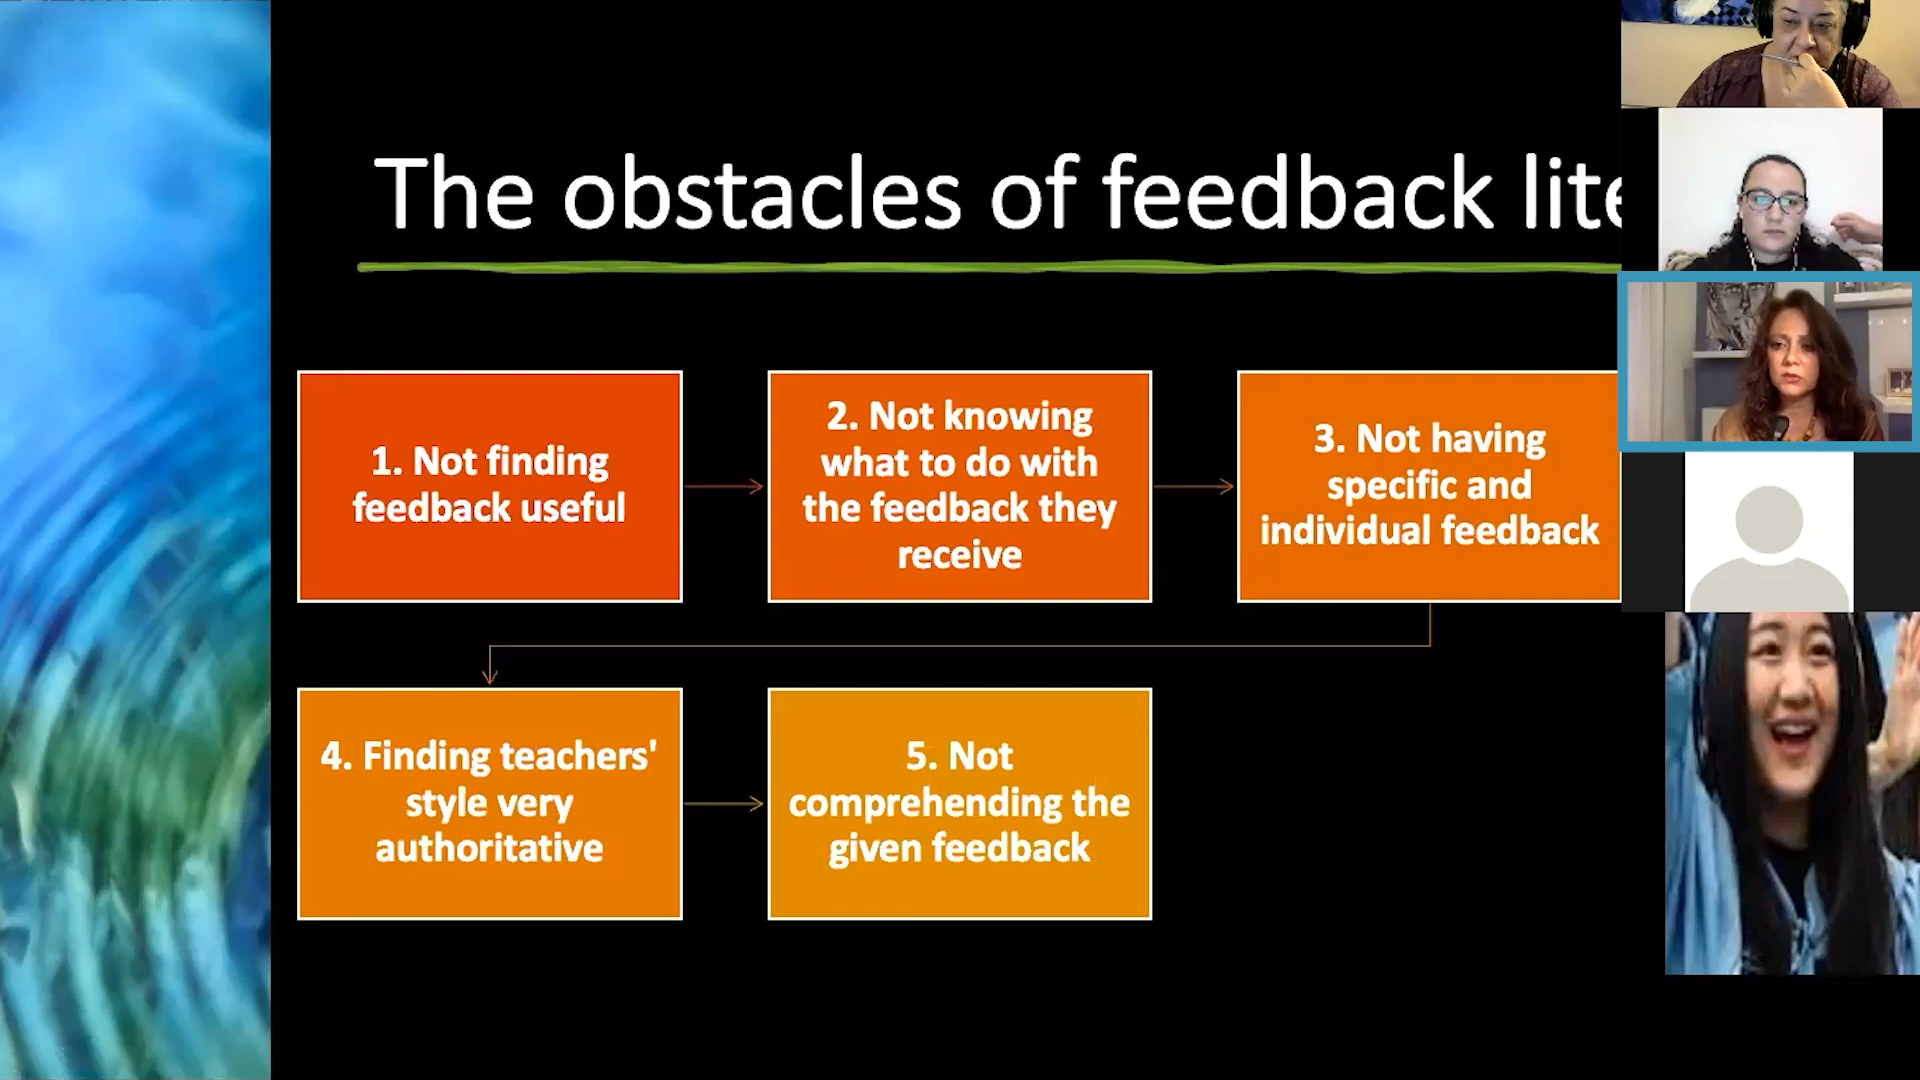 The obstacles of feedback lite
1. Not finding
feedback useful
2. Not knowing
what to do with
the feedback they
receive
3. Not having
specific and
individual feedback
4. Finding teachers'
style very
authoritative
5. Not
comprehending the
given feedback